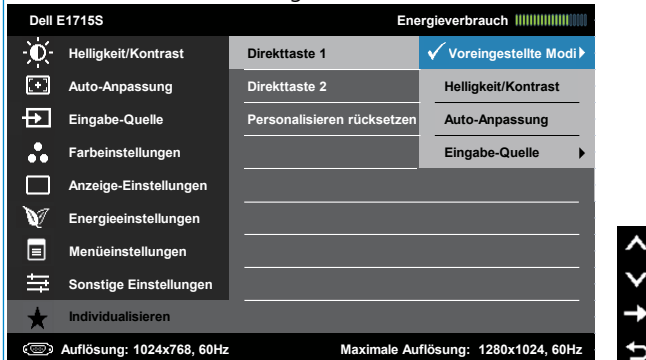 Dell E1715S Energieverbrauch
Helligkeit/Kontrast Direkttaste 1 Voreingestellte Modi
Auto-Anpassung Direkttaste 2 Helligkeit/Kontrast
Eingabe-Quelle Personalisieren rücksetzen Auto-Anpassung
Farbeinstellungen Eingabe-Quelle
Anzeige-Einstellungen
Energieeinstellungen
Menüeinstellungen
Sonstige Einstellungen
Individualisieren
Auflösung: 1024x768, 60Hz Maximale Auflösung: 1280x1024, 60Hz